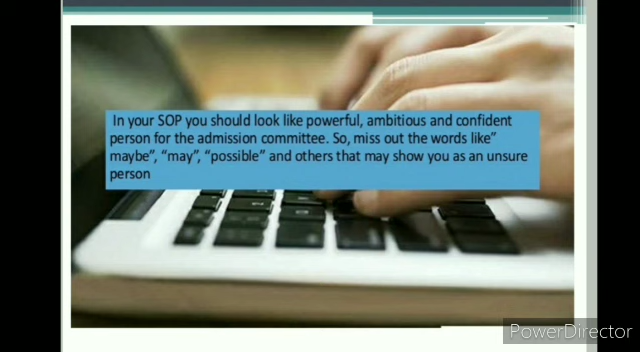 In your SOP you should look like powerful, ambitious and confident
person for the admission committee. So, miss out the words like”
maybe”, “may”, “possible” and others that may show you as an unsure
person
PowerDirector